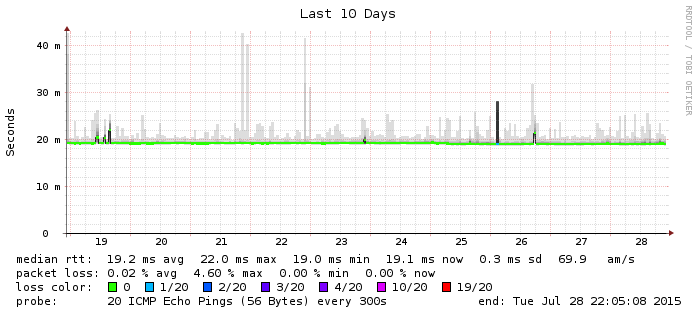 Last 10 Days
RRDTOOL / TOBI OETIKER
Seconds
40 m
30 m
20 m
10 m
0
19 20 21 22 23 24 25 26 27 28
median rtt: 19.2 ms avg 22.0 ms max 19.0 ms min 19.1 ms now 0.3 ms sd 69.9 am/s
packet loss: 0.02 % avg 4.60 % max 0.00 % min 0.00 % now
loss color: 0 1/20 2/20 3/20 4/20 10/20 19/20
probe: 20 ICMP Echo Pings (56 Bytes) every 300s end: Tue Jul 28 22:05:08 2015